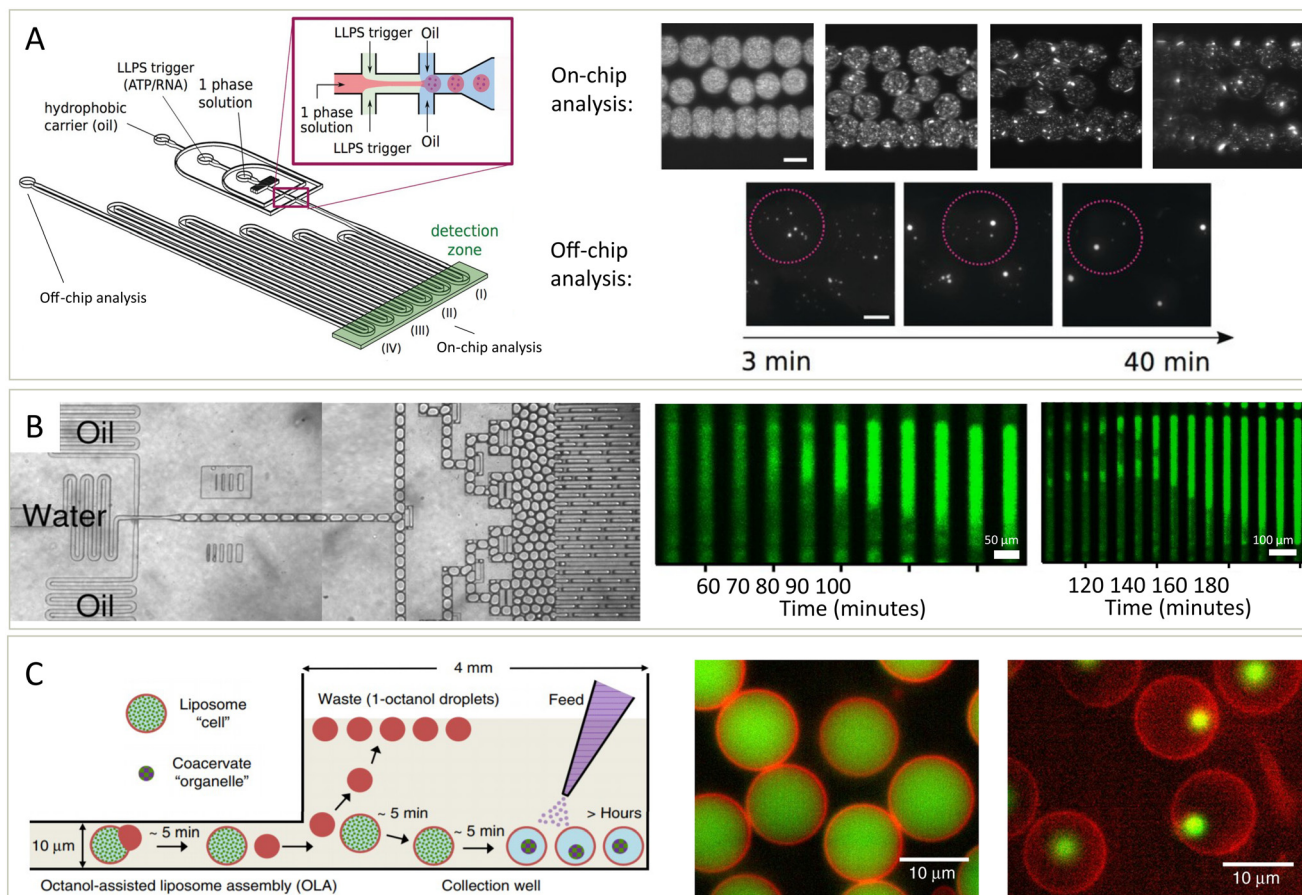 A
LLPS trigger
Oil
1 phase
solution
LLPS trigger
Oil
LLPS trigger
(ATP/RNA)
1 phase
solution
hydrophobic
carrier (oil)
detection
zone
(I)
(II)
(III)
(IV)
Off-chip analysis
On-chip analysis
On-chip
analysis:
Off-chip
analysis:
3 min
40 min
B
Oil
Water
Oil
50 µm
60 70 80 90 100
Time (minutes)
100 µm
120 140 160 180
Time (minutes)
C
4 mm
Liposome
“cell”
Coacervate
“organelle”
Waste (1-octanol droplets)
Feed
10 µm
~ 5 min
~ 5 min
~ 5 min
> Hours
Octanol-assisted liposome assembly (OLA)
Collection well
10 µm
10 µm